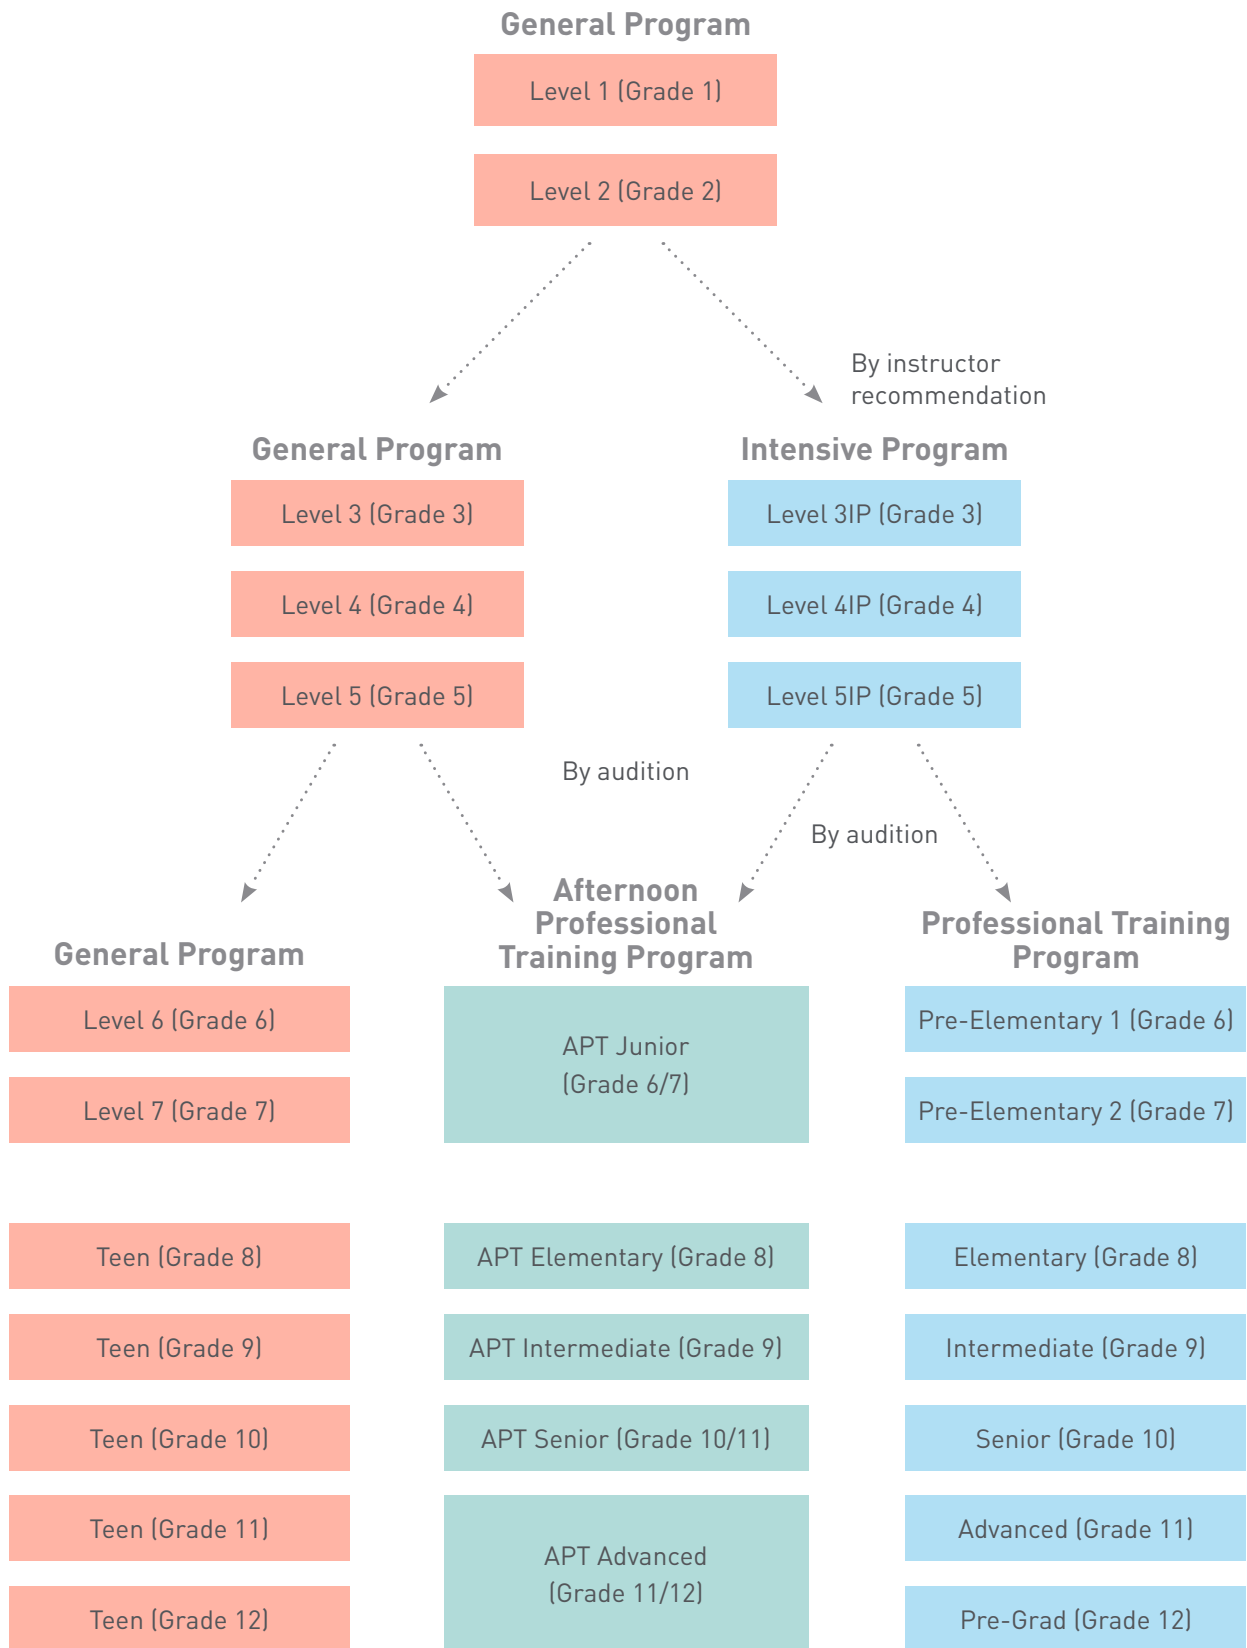 General Program
Level 1 (Grade 1)
Level 2 (Grade 2)
By instructor
recommendation
General Program
Level 3 (Grade 3)
Level 4 (Grade 4)
Level 5 (Grade 5)
Intensive Program
Level 3IP (Grade 3)
Level 4IP (Grade 4)
Level 5IP (Grade 5)
By audition
By audition
General Program
Level 6 (Grade 6)
Level 7 (Grade 7)
Teen (Grade 8)
Teen (Grade 9)
Teen (Grade 10)
Teen (Grade 11)
Teen (Grade 12)
Afternoon
Professional
Training Program
APT Junior
(Grade 6/7)
APT Elementary (Grade 8)
APT Intermediate (Grade 9)
APT Senior (Grade 10/11)
APT Advanced
(Grade 11/12)
Professional Training
Program
Pre-Elementary 1 (Grade 6)
Pre-Elementary 2 (Grade 7)
Elementary (Grade 8)
Intermediate (Grade 9)
Senior (Grade 10)
Advanced (Grade 11)
Pre-Grad (Grade 12)